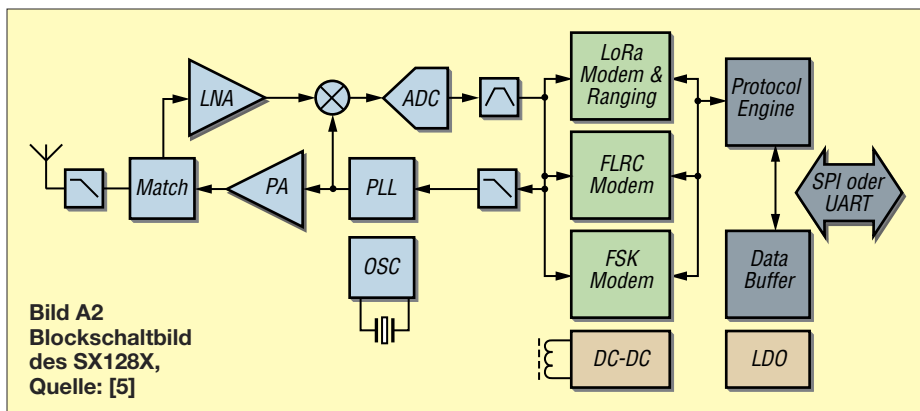 LNA
ADC
LoRa
Modem &
Ranging
Protocol
Engine
Match
PA
PLL
FLRC
Modem
SPI oder
UART
OSC
FSK
Modem
Data
Buffer
Bild A2
Blockschaltbild
des SX128X,
Quelle: [5]
DC-DC
LDO